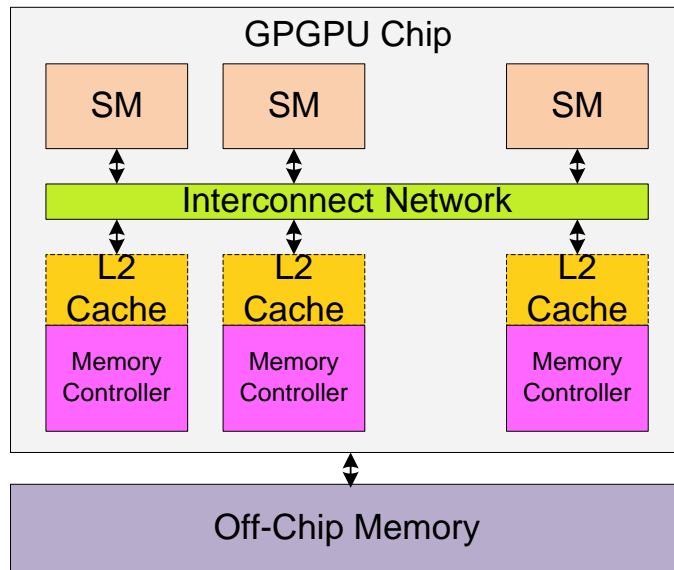 GPGPU Chip
SM SM SM
Interconnect Network
L2 L2 L2
Cache Cache Cache
Memory Memory Memory
Controller Controller Controller
Off-Chip Memory